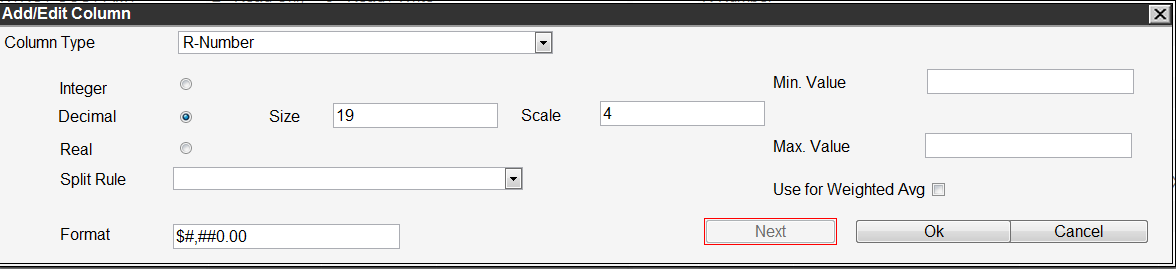 Add/Edit Column
Column Type R-Number
Integer
Min. Value
Decimal Size 19 Scale 4
Real
Max. Value
Split Rule
Use for Weighted Avg
Format $#,##0.00
Next Ok Cancel